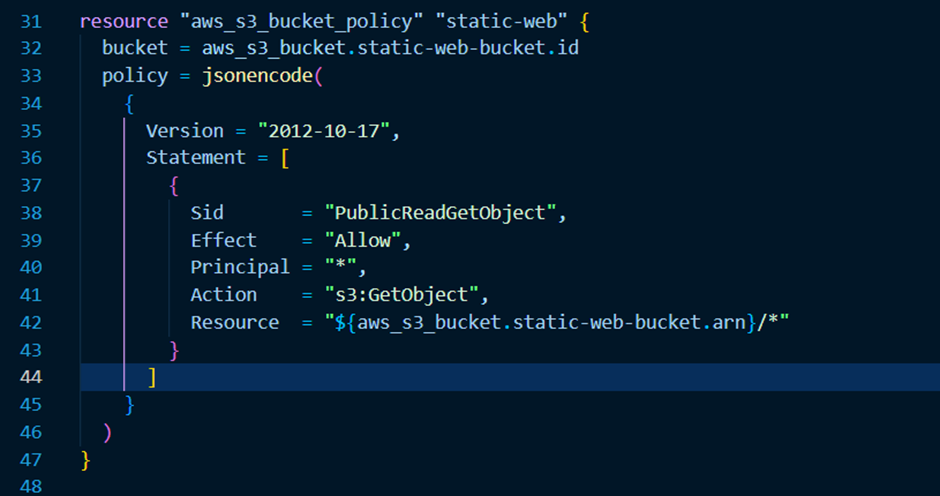 31 resource "aws_s3_bucket_policy" "static-web" {
32   bucket = aws_s3_bucket.static-web-bucket.id
33   policy = jsonencode(
34     {
35       Version = "2012-10-17",
36       Statement = [
37         {
38           Sid       = "PublicReadGetObject",
39           Effect    = "Allow",
40           Principal = "*",
41           Action    = "s3:GetObject",
42           Resource  = "${aws_s3_bucket.static-web-bucket.arn}/*"
43         }
44       ]
45     }
46   )
47 }
48